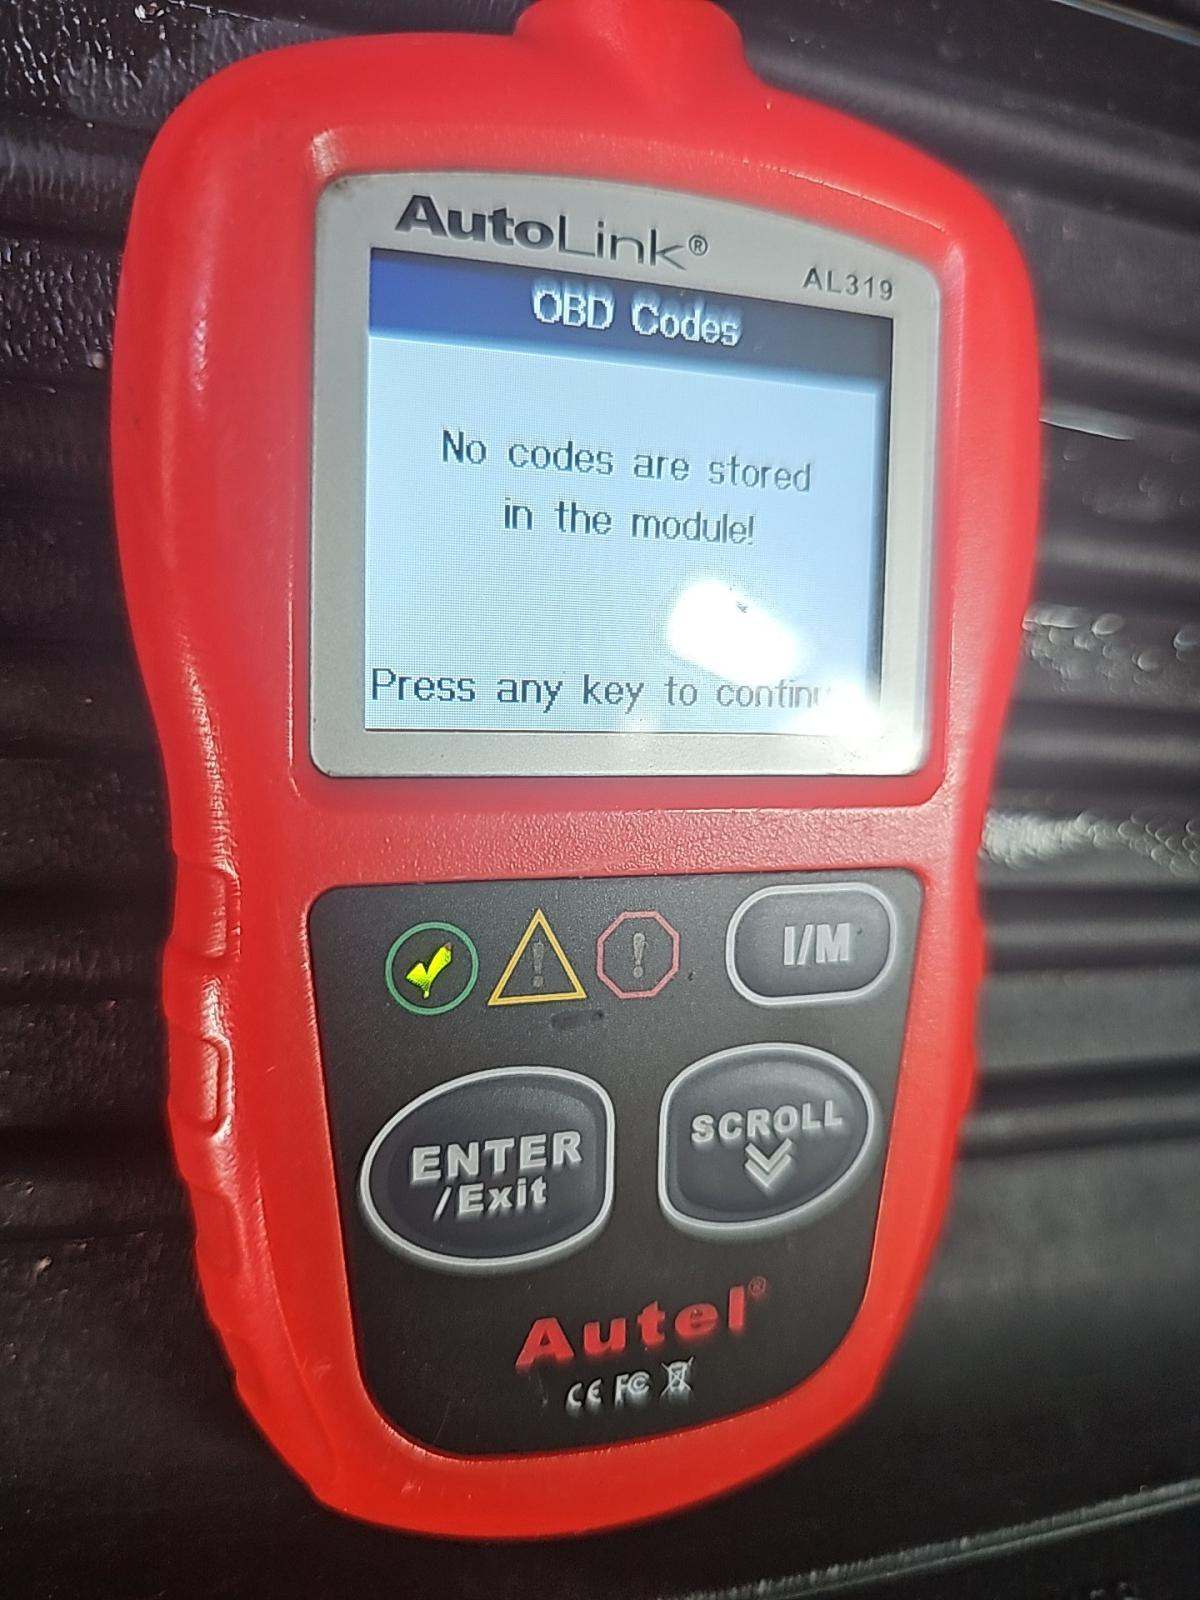 AutoLink®
AL319
OBD Codes
No codes are stored
in the module!
Press any key to
I/M
ENTER
/Exit
SCROLL
Autel®
CE FC